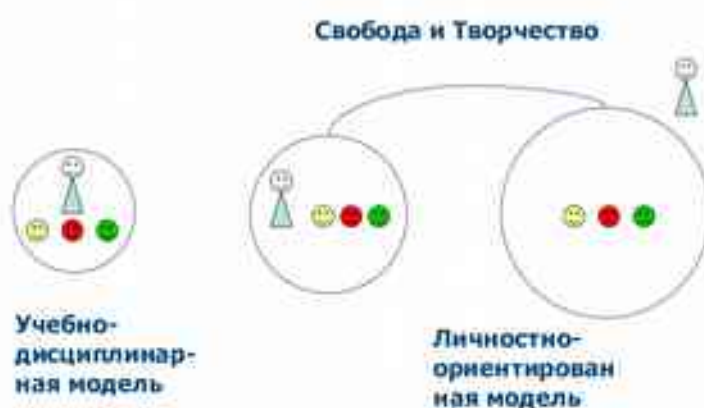 Свобода и Творчество
Учебно-
дисциплинар-
ная модель
Личностно-
ориентирован
ная модель